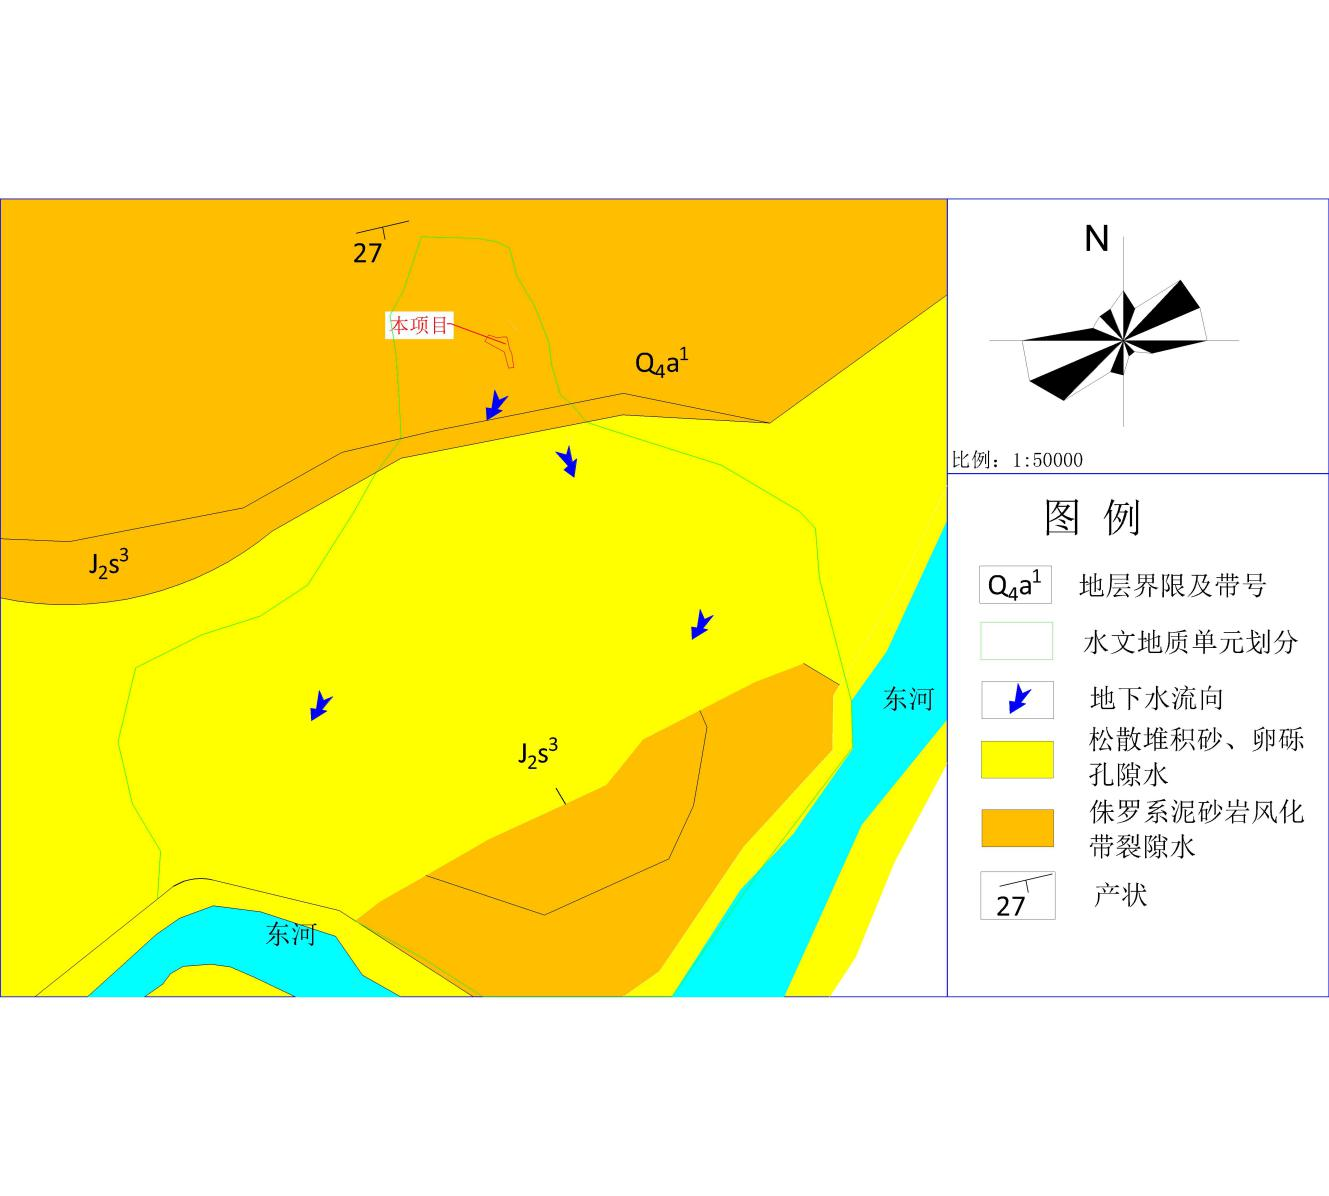 27
本项目
Q₄a¹
J₂s³
东河
J₂s³
东河
N
比例：1:50000
图 例
Q₄a¹ 地层界限及带号
水文地质单元划分
地下水流向
松散堆积砂、卵砾
孔隙水
侏罗系泥砂岩风化
带裂隙水
27 产状